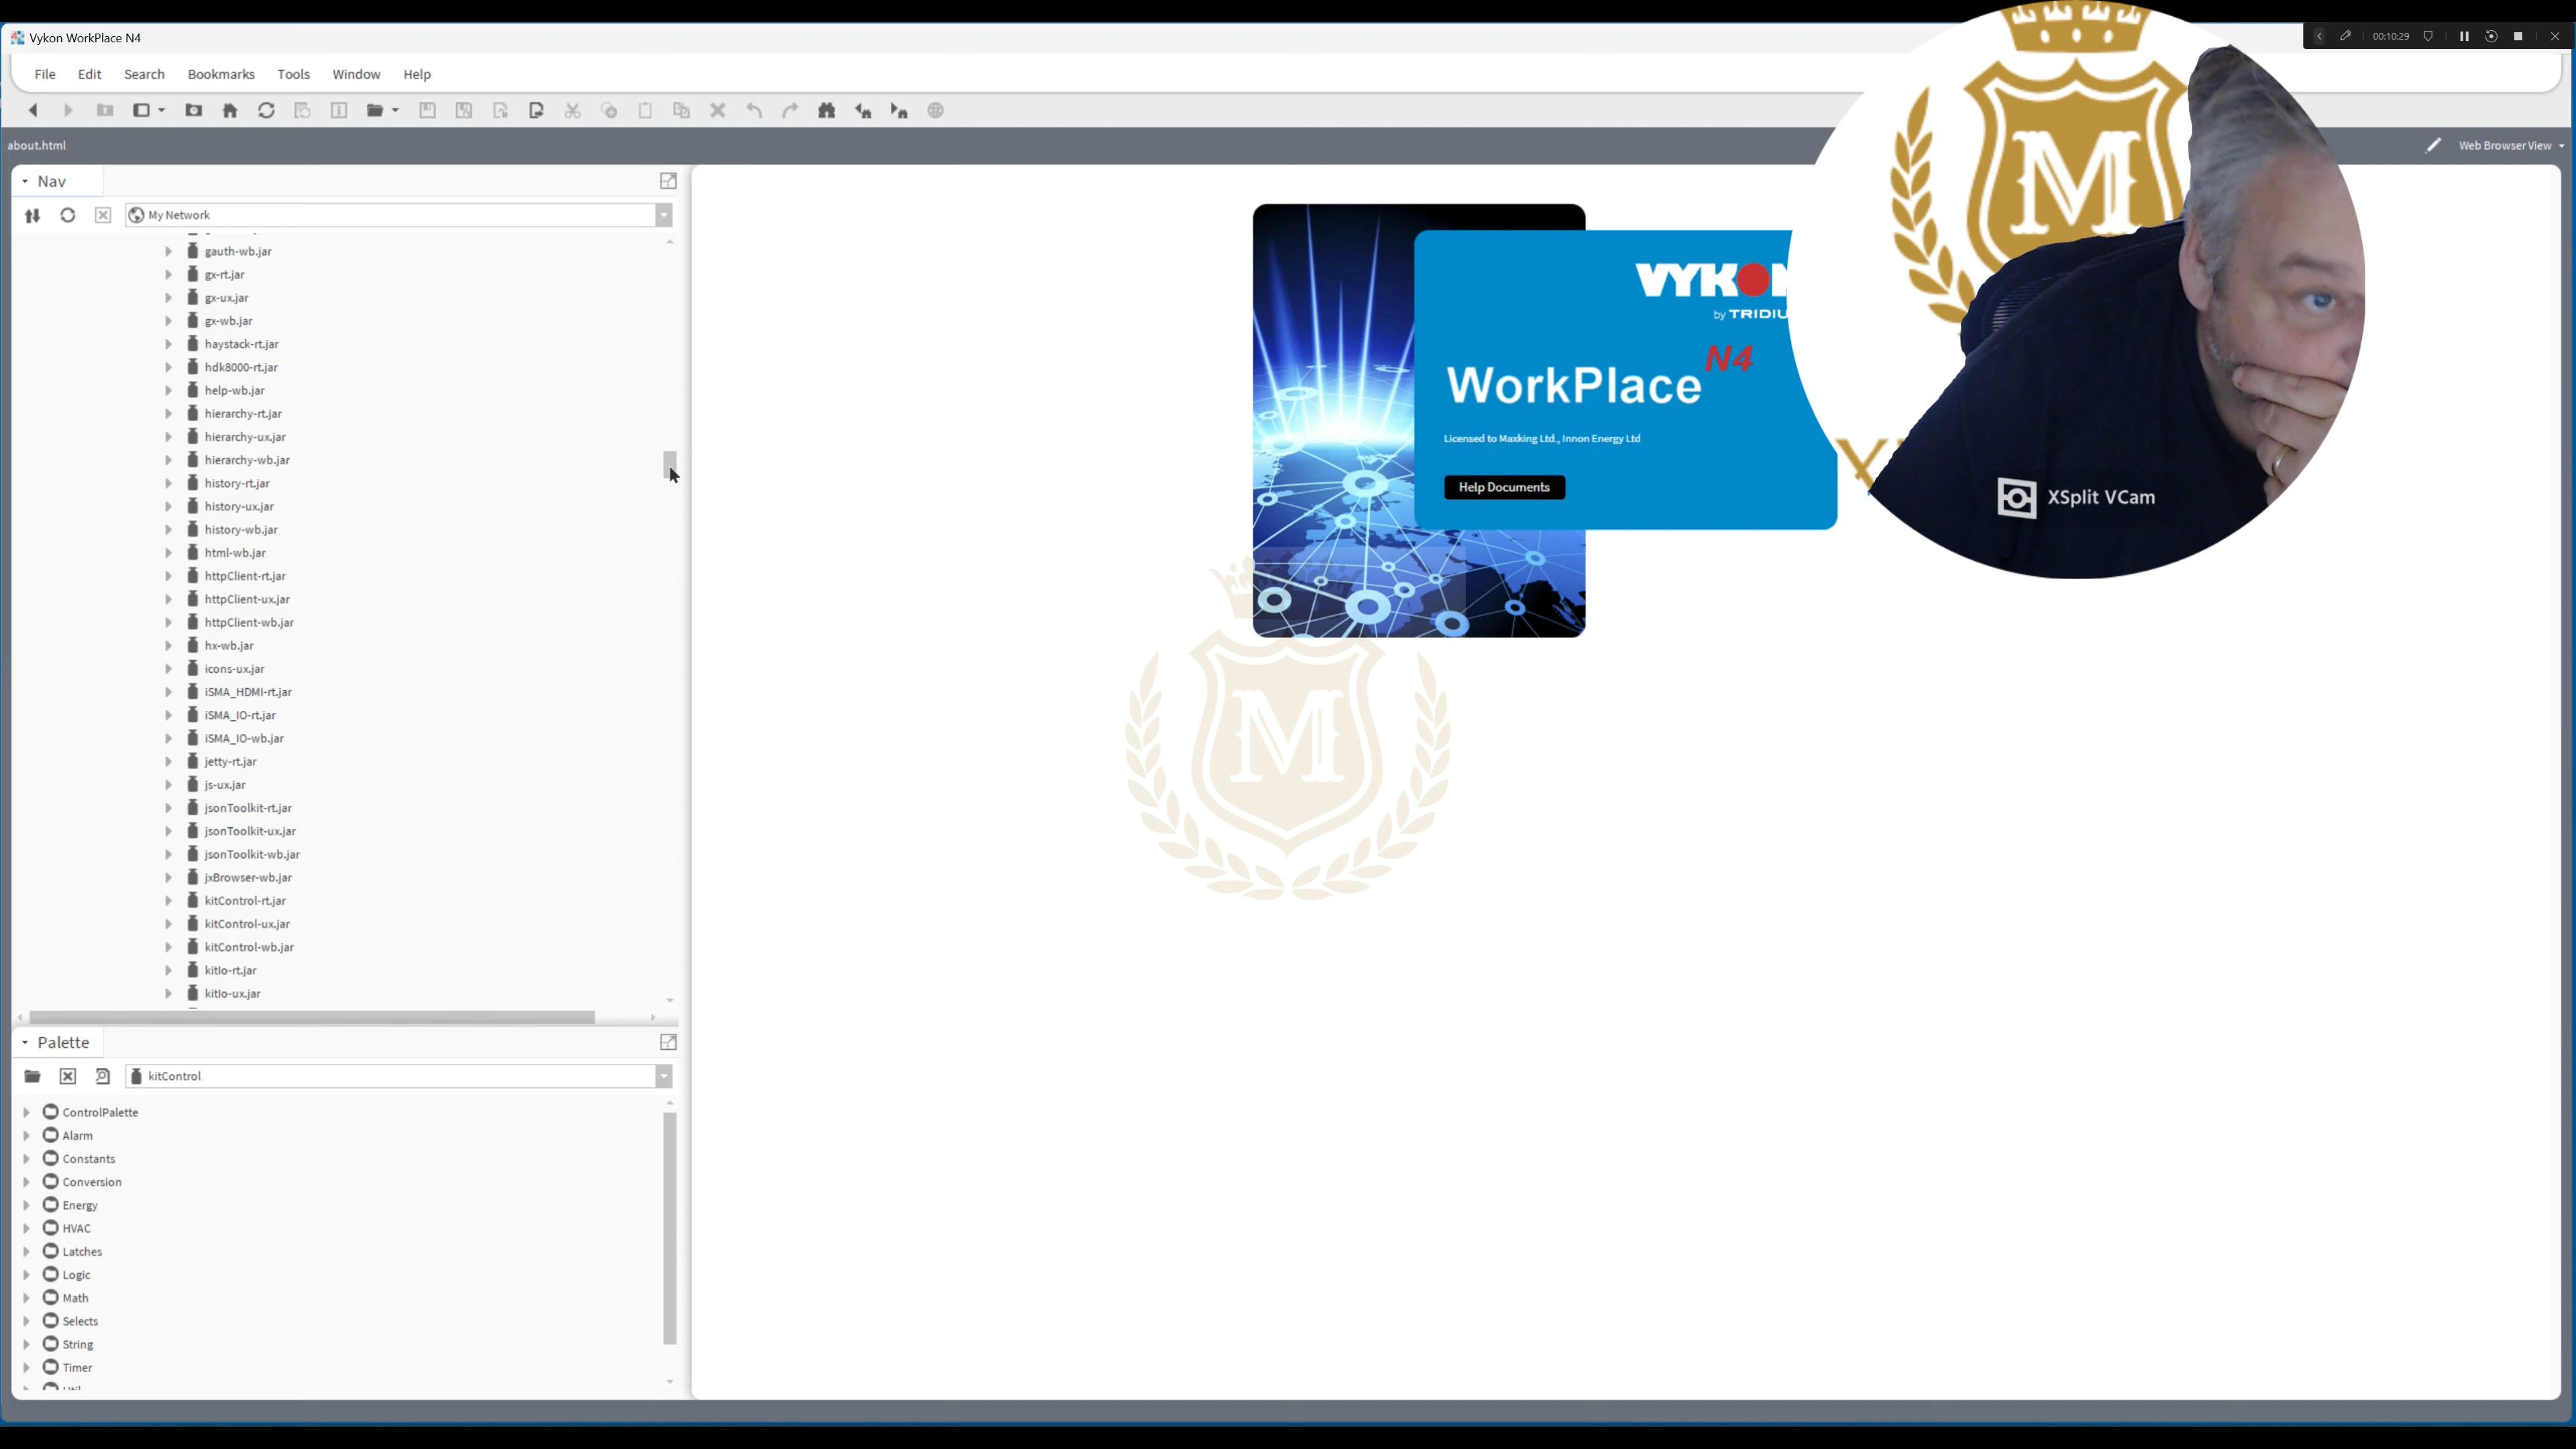 Vykon WorkPlace N4
00:10:29
File Edit Search Bookmarks Tools Window Help
about.html
Web Browser View
Nav
My Network
gauth-wb.jar
gx-rt.jar
gx-ux.jar
gx-wb.jar
haystack-rt.jar
hdk8000-rt.jar
help-wb.jar
hierarchy-rt.jar
hierarchy-ux.jar
hierarchy-wb.jar
history-rt.jar
history-ux.jar
history-wb.jar
html-wb.jar
httpClient-rt.jar
httpClient-ux.jar
httpClient-wb.jar
hx-wb.jar
icons-ux.jar
iSMA_HDMI-rt.jar
iSMA_IO-rt.jar
iSMA_IO-wb.jar
jetty-rt.jar
js-ux.jar
jsonToolkit-rt.jar
jsonToolkit-ux.jar
jsonToolkit-wb.jar
jxBrowser-wb.jar
kitControl-rt.jar
kitControl-ux.jar
kitControl-wb.jar
kitIo-rt.jar
kitIo-ux.jar
Palette
kitControl
ControlPalette
Alarm
Constants
Conversion
Energy
HVAC
Latches
Logic
Math
Selects
String
Timer
VYKON
by TRIDIU
WorkPlace N4
Licensed to Maxking Ltd., Innon Energy Ltd
Help Documents
M
M
XSplit VCam